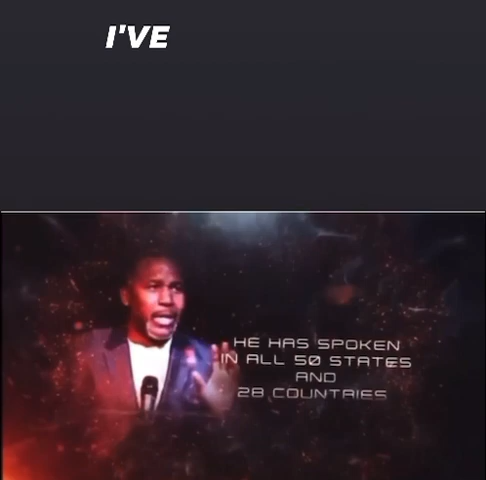 I'VE
HE HAS SPOKEN
IN ALL 50 STATES
AND
28 COUNTRIES